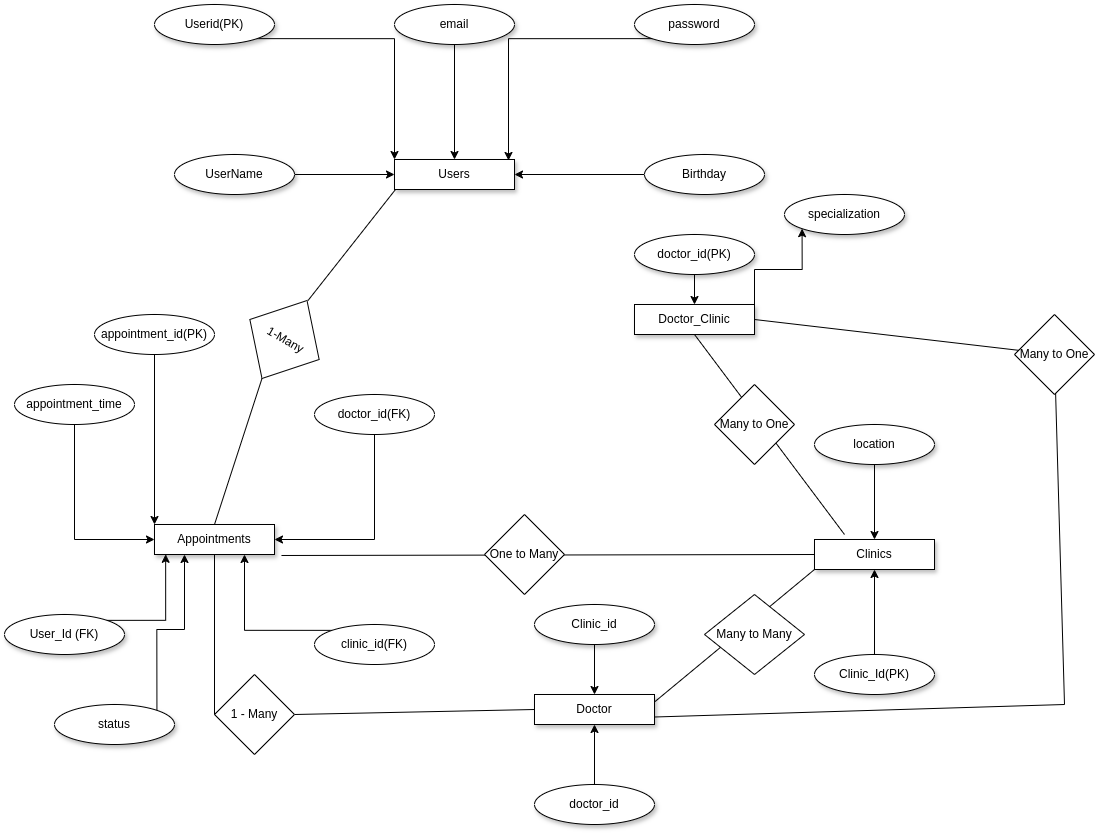 Userid(PK)
email
password
UserName
Users
Birthday
specialization
doctor_id(PK)
Doctor_Clinic
1-Many
appointment_id(PK)
Many to One
appointment_time
doctor_id(FK)
Many to One
location
Appointments
One to Many
Clinics
User_Id (FK)
clinic_id(FK)
Clinic_id
Many to Many
Clinic_Id(PK)
status
1 - Many
Doctor
doctor_id